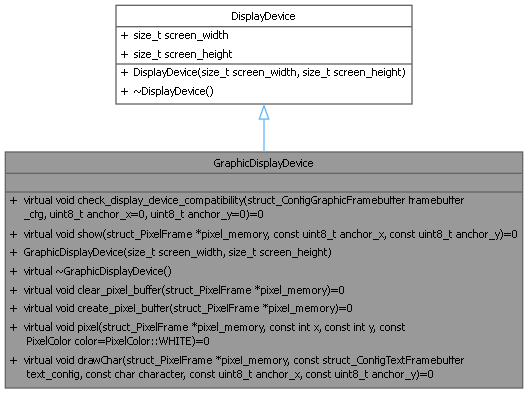 DisplayDevice
+ size_t screen_width
+ size_t screen_height
+ DisplayDevice(size_t screen_width, size_t screen_height)
+ ~DisplayDevice()
GraphicDisplayDevice
+ virtual void check_display_device_compatibility(struct_ConfigGraphicFramebuffer framebuffer
_cfg, uint8_t anchor_x=0, uint8_t anchor_y=0)=0
+ virtual void show(struct_PixelFrame *pixel_memory, const uint8_t anchor_x, const uint8_t anchor_y)=0
+ GraphicDisplayDevice(size_t screen_width, size_t screen_height)
+ virtual ~GraphicDisplayDevice()
+ virtual void clear_pixel_buffer(struct_PixelFrame *pixel_memory)=0
+ virtual void create_pixel_buffer(struct_PixelFrame *pixel_memory)=0
+ virtual void pixel(struct_PixelFrame *pixel_memory, const int x, const int y, const
PixelColor color=PixelColor::WHITE)=0
+ virtual void drawChar(struct_PixelFrame *pixel_memory, const struct_ConfigTextFramebuffer
text_config, const char character, const uint8_t anchor_x, const uint8_t anchor_y)=0